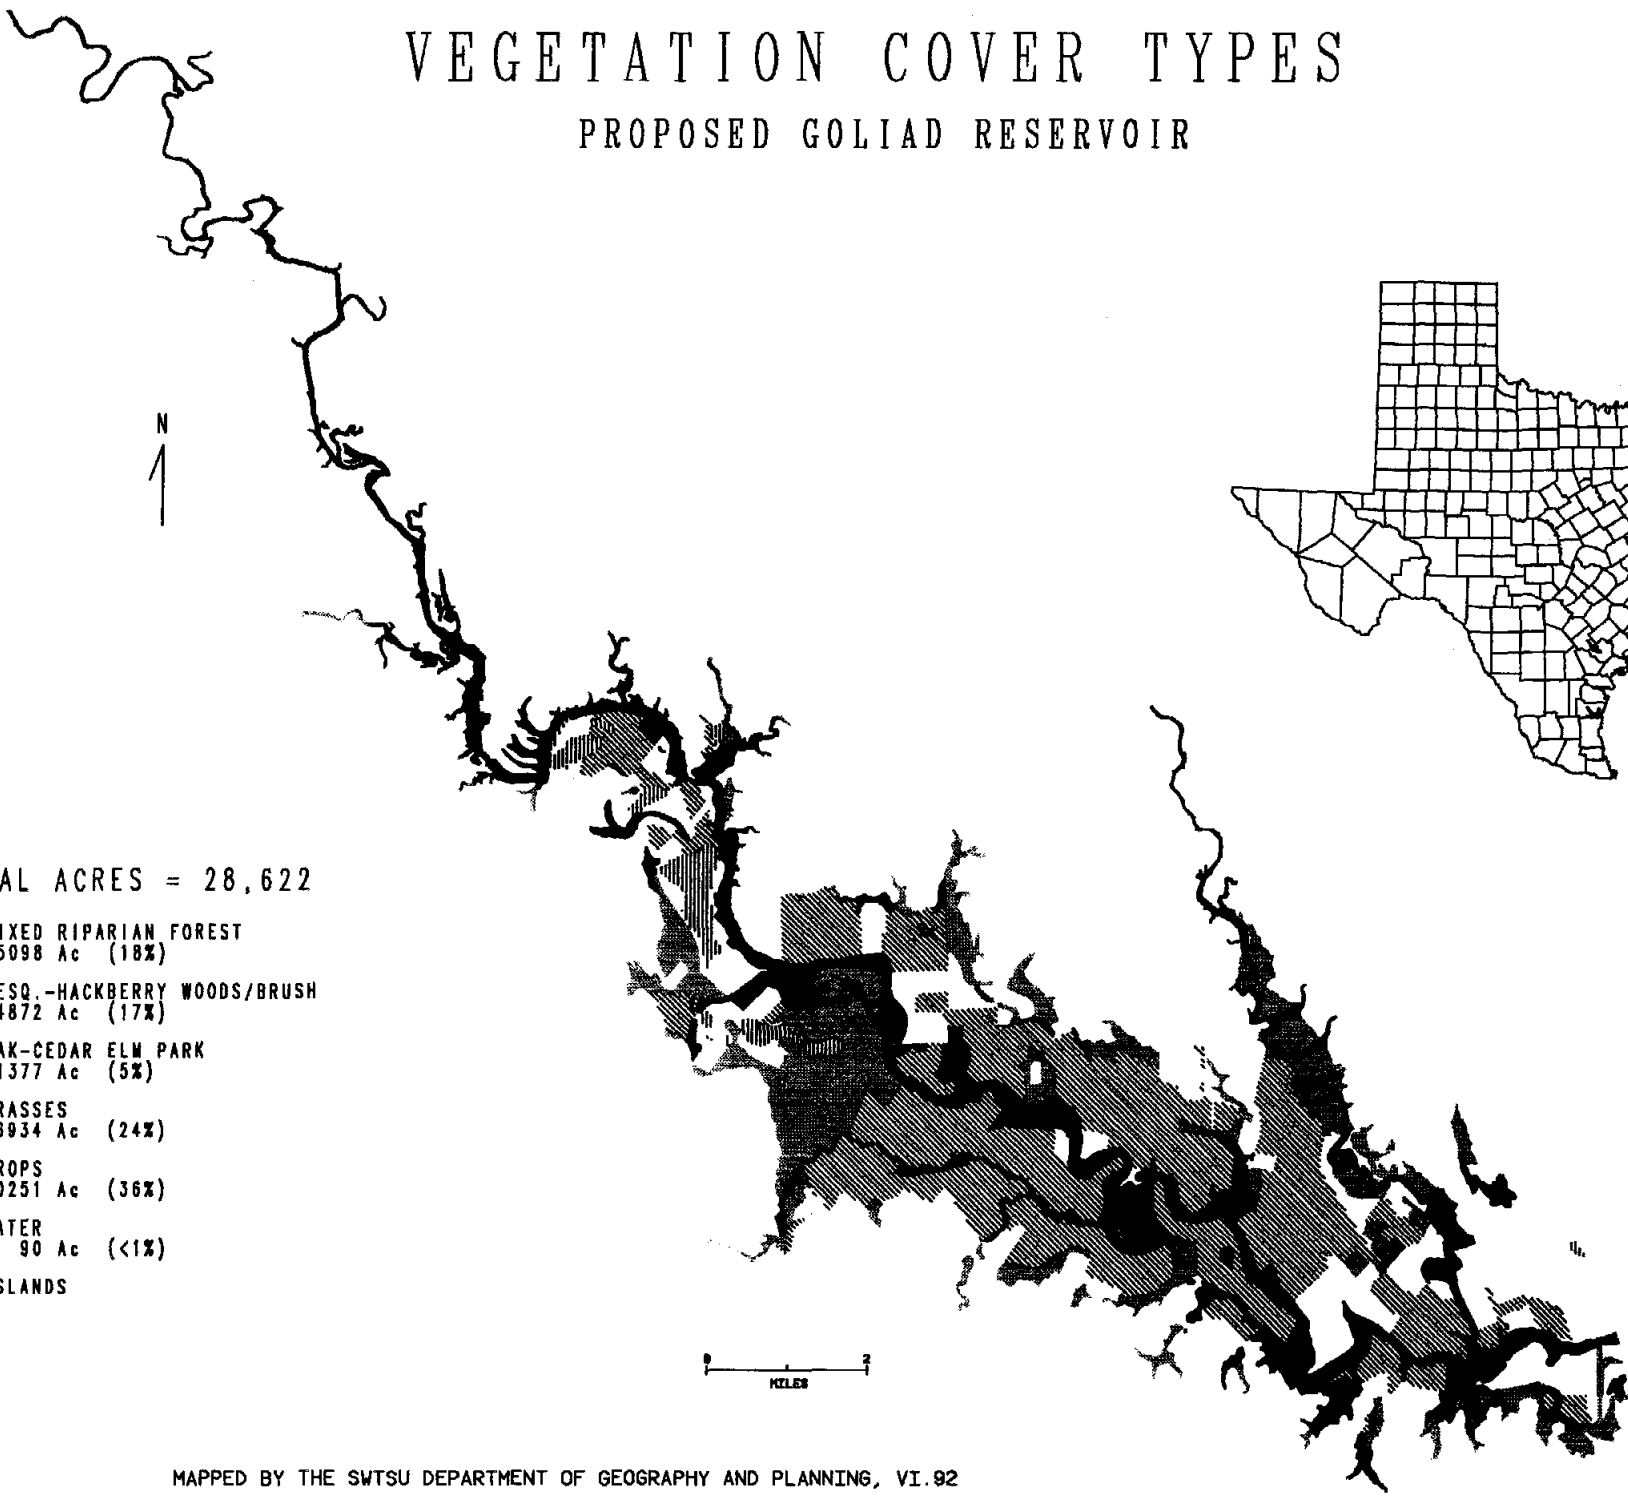 VEGETATION COVER TYPES
PROPOSED GOLIAD RESERVOIR
N
AL ACRES = 28,622
IXED RIPARIAN FOREST
5098 Ac (18%)
ESQ.-HACKBERRY WOODS/BRUSH
4872 Ac (17%)
AK-CEDAR ELM PARK
1377 Ac (5%)
RASSES
6934 Ac (24%)
ROPS
0251 Ac (36%)
ATER
90 Ac (<1%)
SLANDS
0 2
MILES
MAPPED BY THE SWTSU DEPARTMENT OF GEOGRAPHY AND PLANNING, VI.92